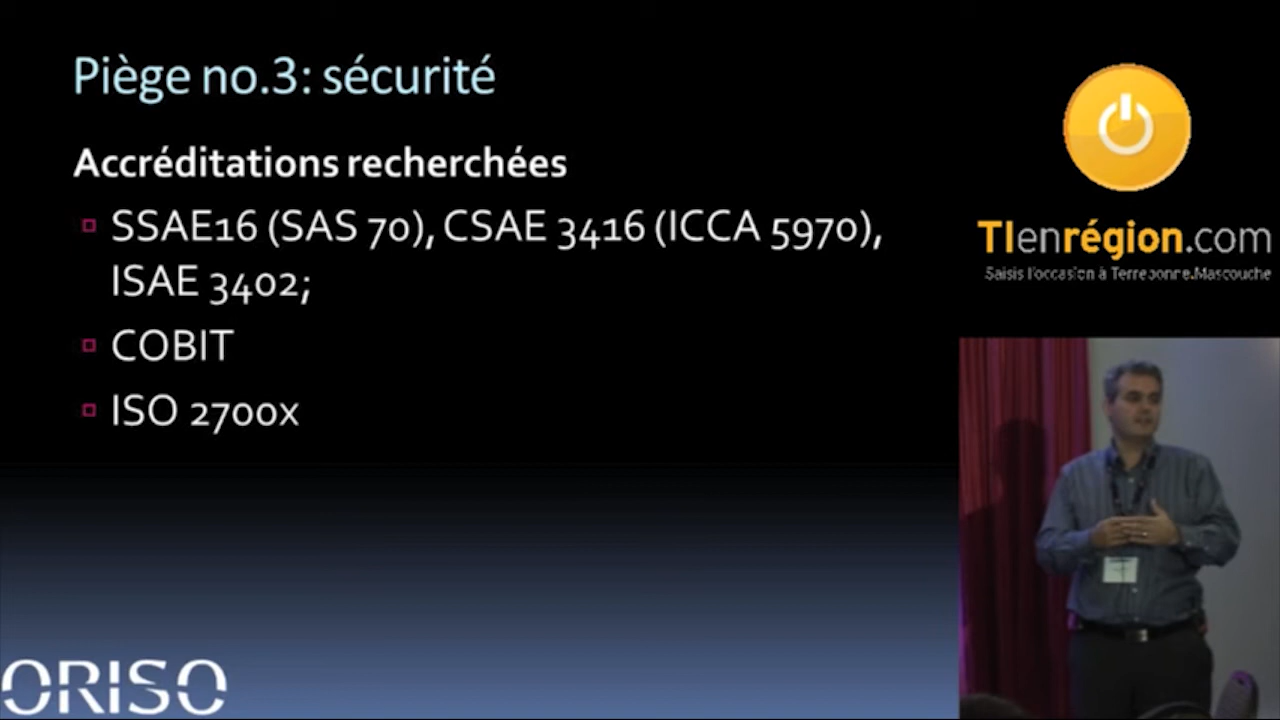 Piège no.3: sécurité
Accréditations recherchées
SSAE16 (SAS 70), CSAE 3416 (ICCA 5970),
ISAE 3402;
COBIT
ISO 2700x
TIenrégion.com
Saisis l'occasion à Terrebonne.Mascouche
ORISO